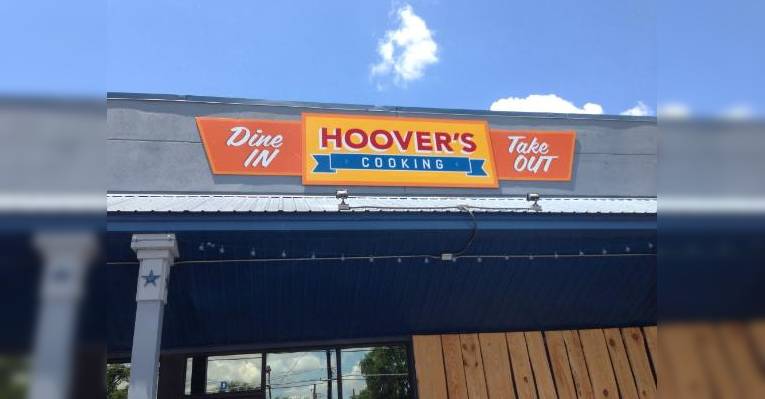 Dine
IN
HOOVER'S
COOKING
Take
OUT